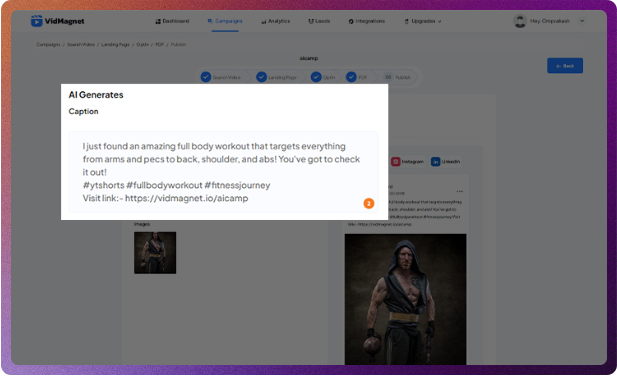 VidMagnet
Dashboard
Campaigns
Analytics
Leads
Integrations
Upgrades
Hey, Omprakash
Campaigns / Search Video / Landing Page / Optin / PDF / Publish
aicamp
Search Video
Landing Page
Optin
PDF
Publish
Back
AI Generates
Caption
I just found an amazing full body workout that targets everything
from arms and pecs to back, shoulder, and abs! You've got to check
it out!
#ytshorts #fullbodyworkout #fitnessjourney
Visit link:- https://vidmagnet.io/aicamp
2
Instagram
LinkedIn
Images